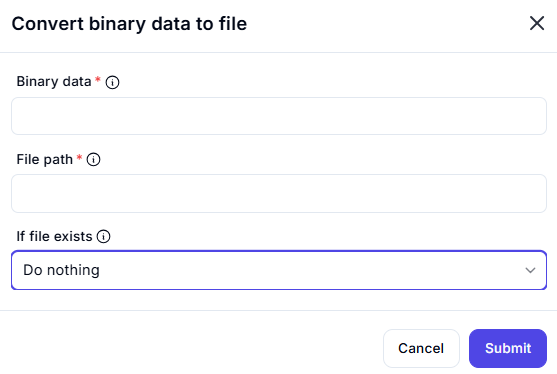 Convert binary data to file
Binary data *
File path *
If file exists
Do nothing
Cancel
Submit